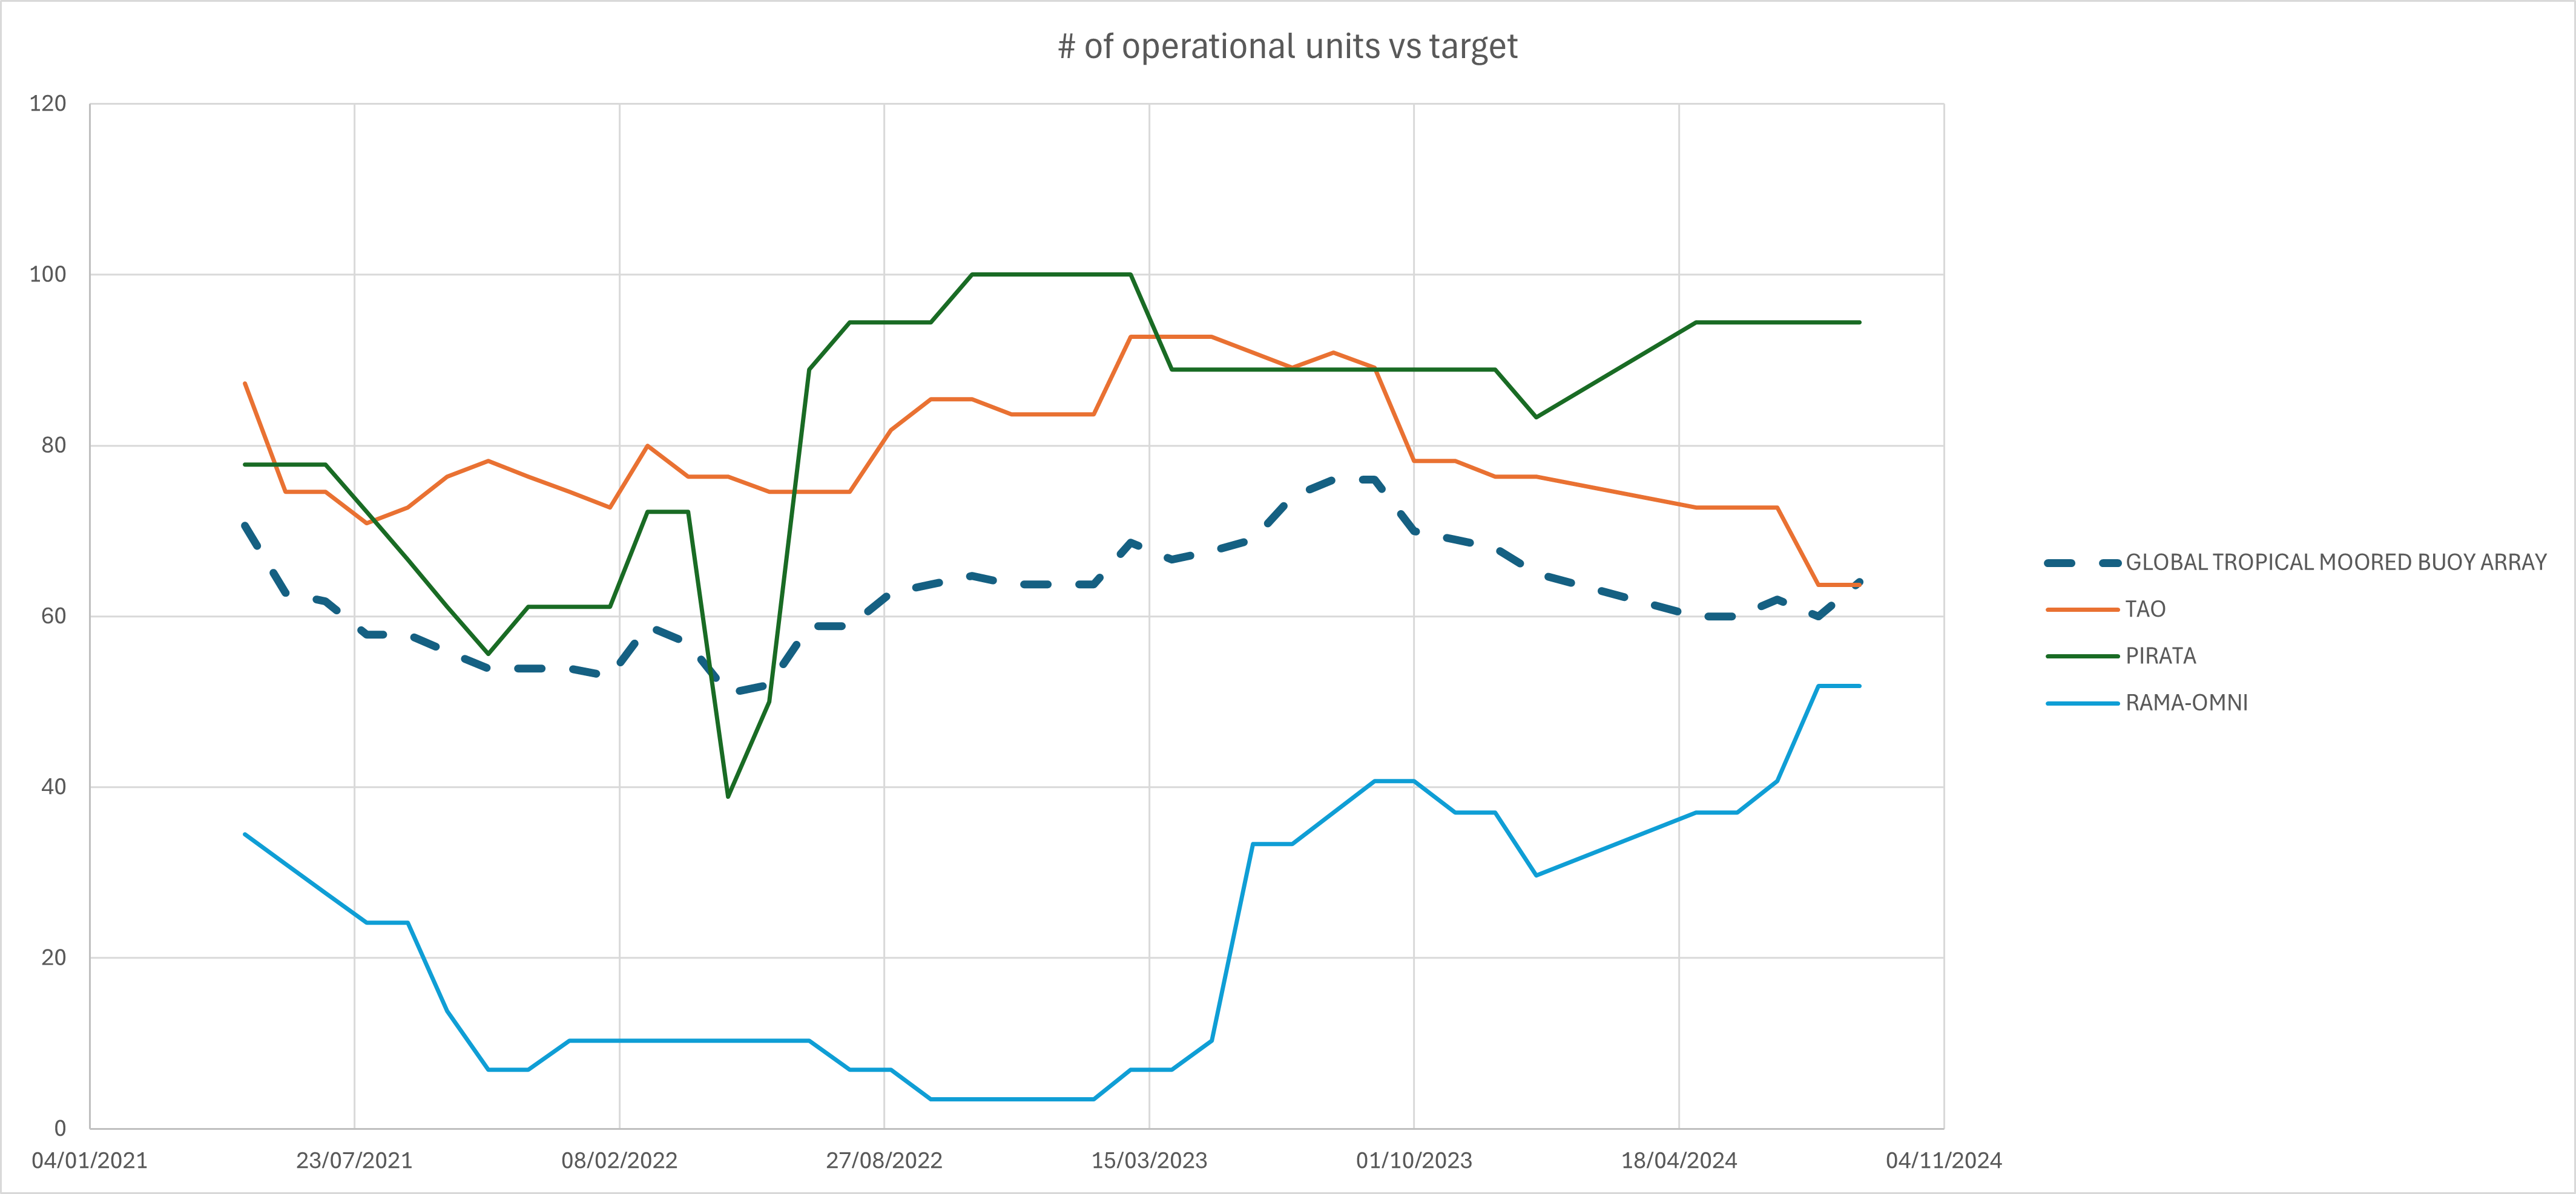 # of operational units vs target
120
100
80
60
40
20
0
04/01/2021 23/07/2021 08/02/2022 27/08/2022 15/03/2023 01/10/2023 18/04/2024 04/11/2024
GLOBAL TROPICAL MOORED BUOY ARRAY
TAO
PIRATA
RAMA-OMNI